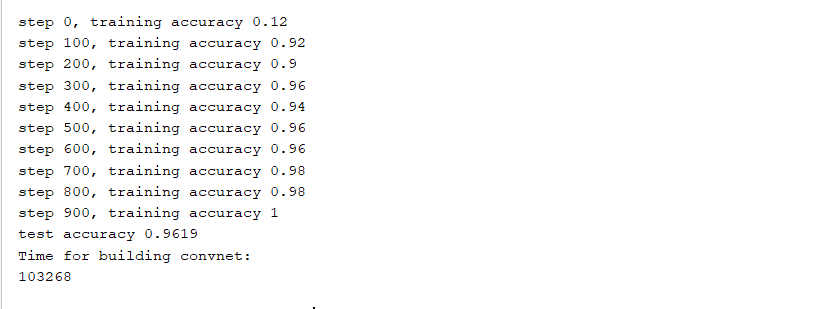 step 0, training accuracy 0.12
step 100, training accuracy 0.92
step 200, training accuracy 0.9
step 300, training accuracy 0.96
step 400, training accuracy 0.94
step 500, training accuracy 0.96
step 600, training accuracy 0.96
step 700, training accuracy 0.98
step 800, training accuracy 0.98
step 900, training accuracy 1
test accuracy 0.9619
Time for building convnet:
103268